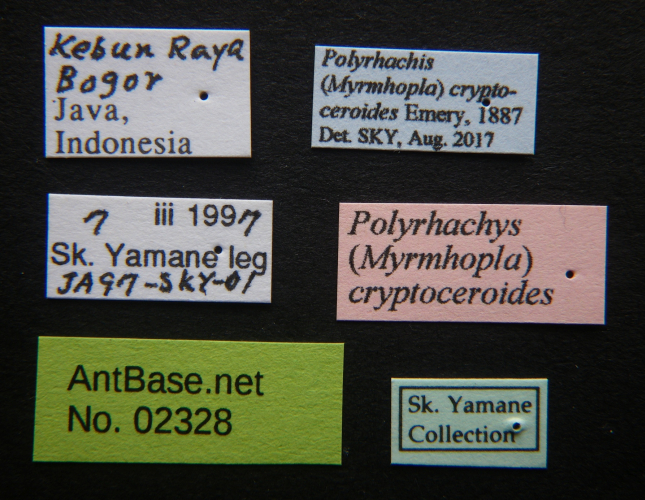 Kebun Raya
Bogor
Java,
Indonesia
Polyrhachis
(Myrmhopla) crypto-
ceroides Emery, 1887
Det. SKY, Aug. 2017
7 iii 1997
Sk. Yamane leg
JA97-SKY-01
Polyrhachys
(Myrmhopla)
cryptoceroides
AntBase.net
No. 02328
Sk. Yamane
Collection